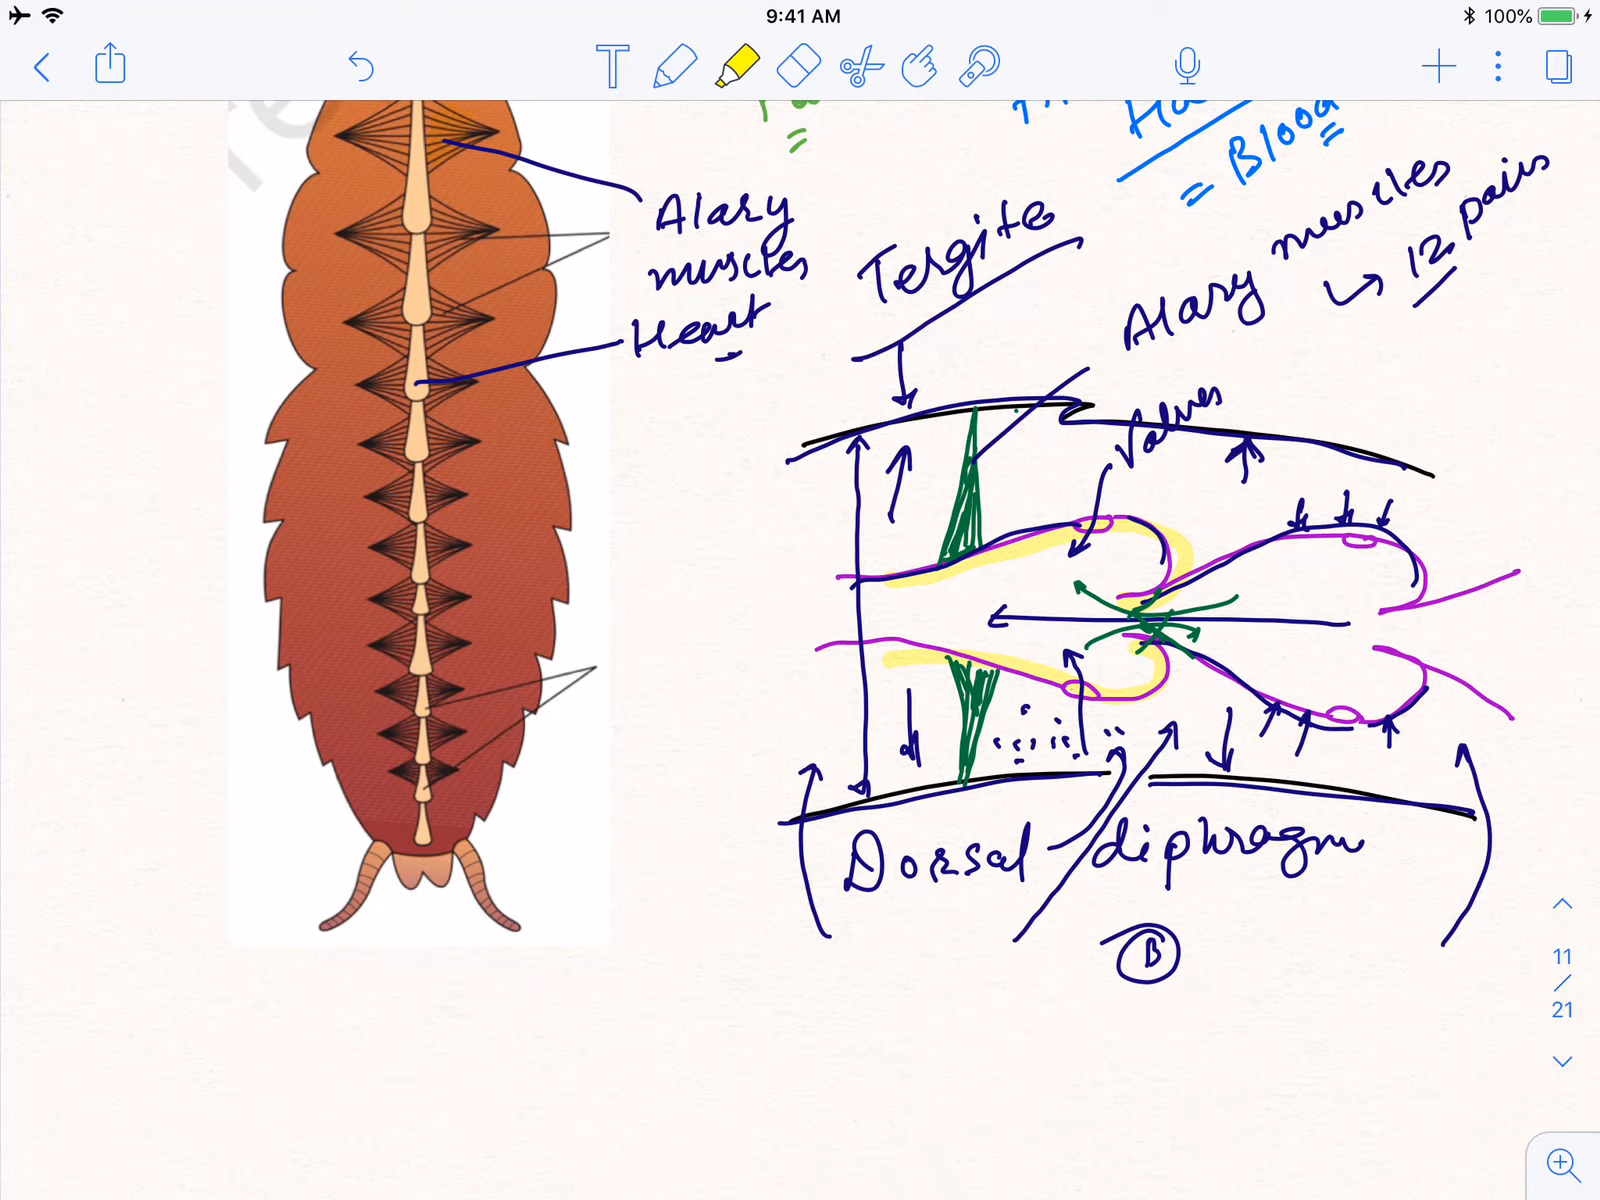 9:41 AM
100%
T
= Blood
Alary
muscles
Heart
Tergite
Alary muscles
↳ 12 pairs
Valves
Dorsal diphragm
B
11
/
21